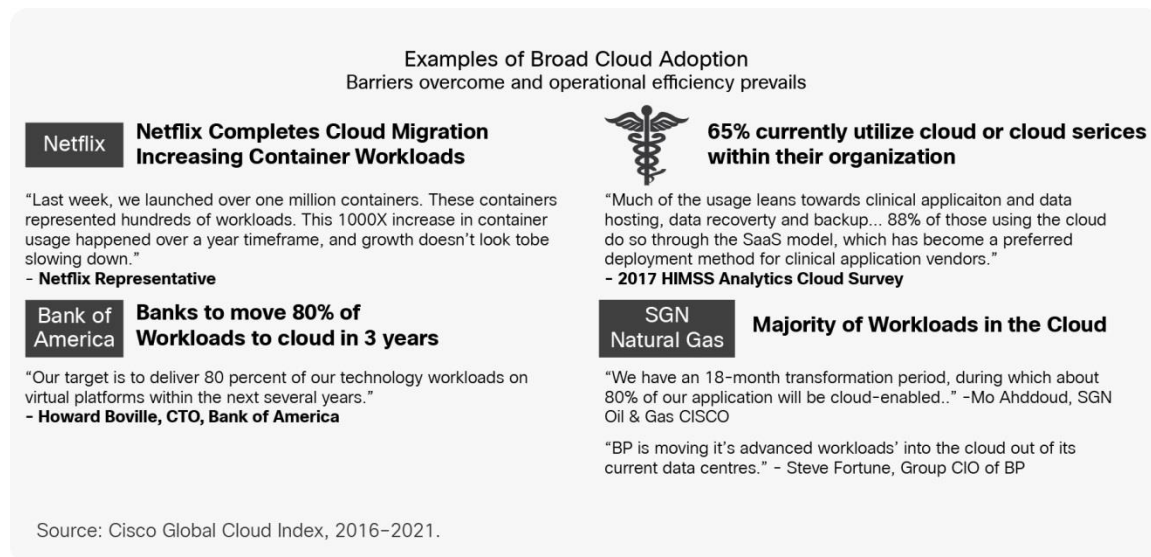 Examples of Broad Cloud Adoption
Barriers overcome and operational efficiency prevails
Netflix
Netflix Completes Cloud Migration
Increasing Container Workloads
“Last week, we launched over one million containers. These containers
represented hundreds of workloads. This 1000X increase in container
usage happened over a year timeframe, and growth doesn’t look tobe
slowing down.”
– Netflix Representative
65% currently utilize cloud or cloud serices
within their organization
“Much of the usage leans towards clinical applicaiton and data
hosting, data recoverty and backup... 88% of those using the cloud
do so through the SaaS model, which has become a preferred
deployment method for clinical application vendors.”
– 2017 HIMSS Analytics Cloud Survey
Bank of
America
Banks to move 80% of
Workloads to cloud in 3 years
“Our target is to deliver 80 percent of our technology workloads on
virtual platforms within the next several years.”
– Howard Boville, CTO, Bank of America
SGN
Natural Gas
Majority of Workloads in the Cloud
“We have an 18-month transformation period, during which about
80% of our application will be cloud-enabled..” -Mo Ahddoud, SGN
Oil & Gas CISCO
“BP is moving it’s advanced workloads’ into the cloud out of its
current data centres.” - Steve Fortune, Group CIO of BP
Source: Cisco Global Cloud Index, 2016–2021.